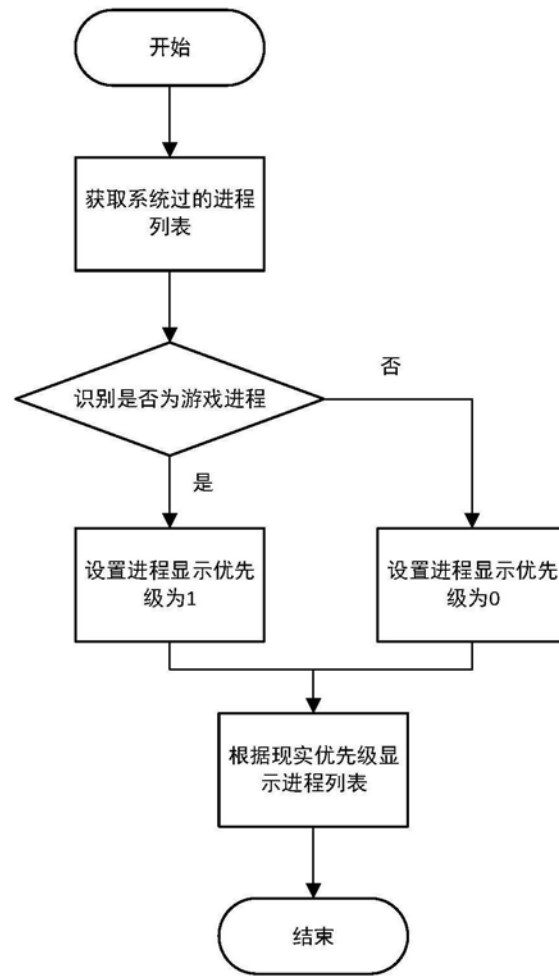 开始
获取系统过的进程
列表
识别是否为游戏进程
否
是
设置进程显示优先
级为1
设置进程显示优先
级为0
根据现实优先级显
示进程列表
结束